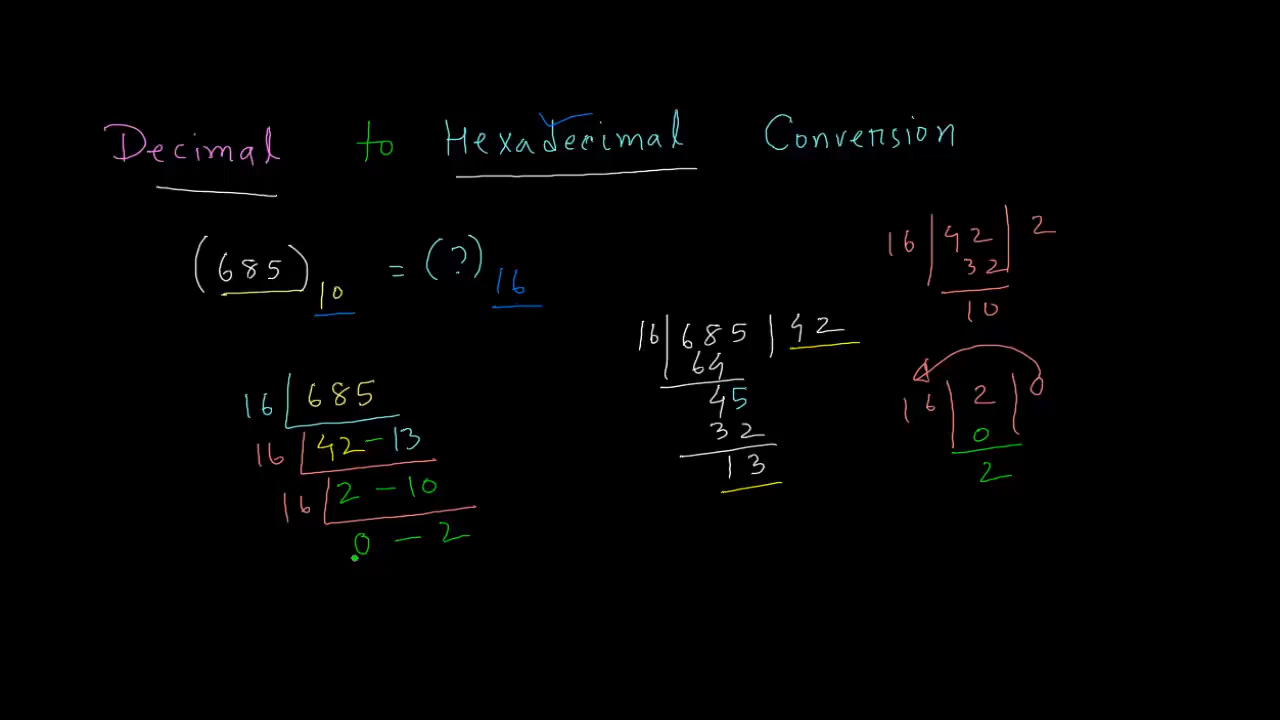 Decimal to Hexadecimal Conversion
(685)10 = (?)16
16 | 685
16 | 42 - 13
16 | 2 - 10
0 - 2
16 | 685 | 42
64
45
32
13
16 | 42 | 2
32
10
16 | 2 | 0
0
2